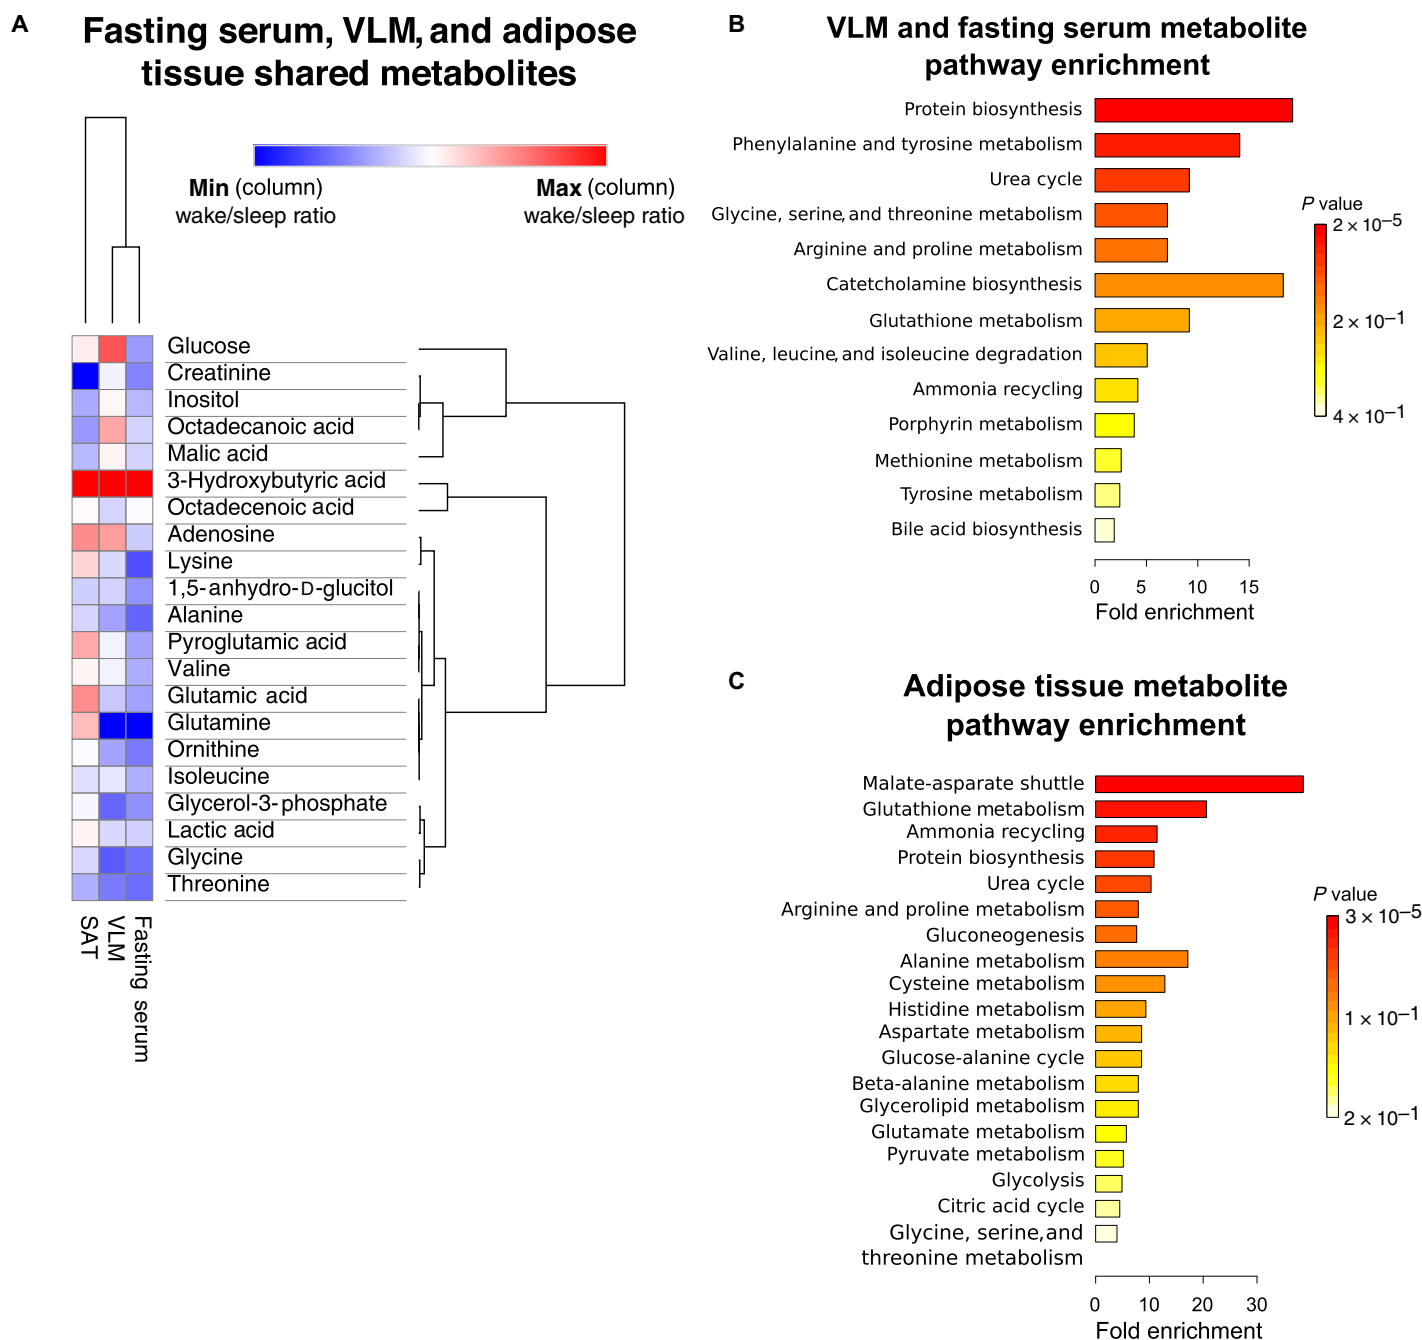 A
Fasting serum, VLM, and adipose
tissue shared metabolites
Min (column)
wake/sleep ratio
Max (column)
wake/sleep ratio
Glucose
Creatinine
Inositol
Octadecanoic acid
Malic acid
3-Hydroxybutyric acid
Octadecenoic acid
Adenosine
Lysine
1,5-anhydro-D-glucitol
Alanine
Pyroglutamic acid
Valine
Glutamic acid
Glutamine
Ornithine
Isoleucine
Glycerol-3-phosphate
Lactic acid
Glycine
Threonine
SAT
VLM
Fasting serum
B
VLM and fasting serum metabolite
pathway enrichment
Protein biosynthesis
Phenylalanine and tyrosine metabolism
Urea cycle
Glycine, serine, and threonine metabolism
Arginine and proline metabolism
Catetcholamine biosynthesis
Glutathione metabolism
Valine, leucine, and isoleucine degradation
Ammonia recycling
Porphyrin metabolism
Methionine metabolism
Tyrosine metabolism
Bile acid biosynthesis
0 5 10 15
Fold enrichment
P value
2 × 10⁻⁵
2 × 10⁻¹
4 × 10⁻¹
C
Adipose tissue metabolite
pathway enrichment
Malate-asparate shuttle
Glutathione metabolism
Ammonia recycling
Protein biosynthesis
Urea cycle
Arginine and proline metabolism
Gluconeogenesis
Alanine metabolism
Cysteine metabolism
Histidine metabolism
Aspartate metabolism
Glucose-alanine cycle
Beta-alanine metabolism
Glycerolipid metabolism
Glutamate metabolism
Pyruvate metabolism
Glycolysis
Citric acid cycle
Glycine, serine, and
threonine metabolism
0 10 20 30
Fold enrichment
P value
3 × 10⁻⁵
1 × 10⁻¹
2 × 10⁻¹